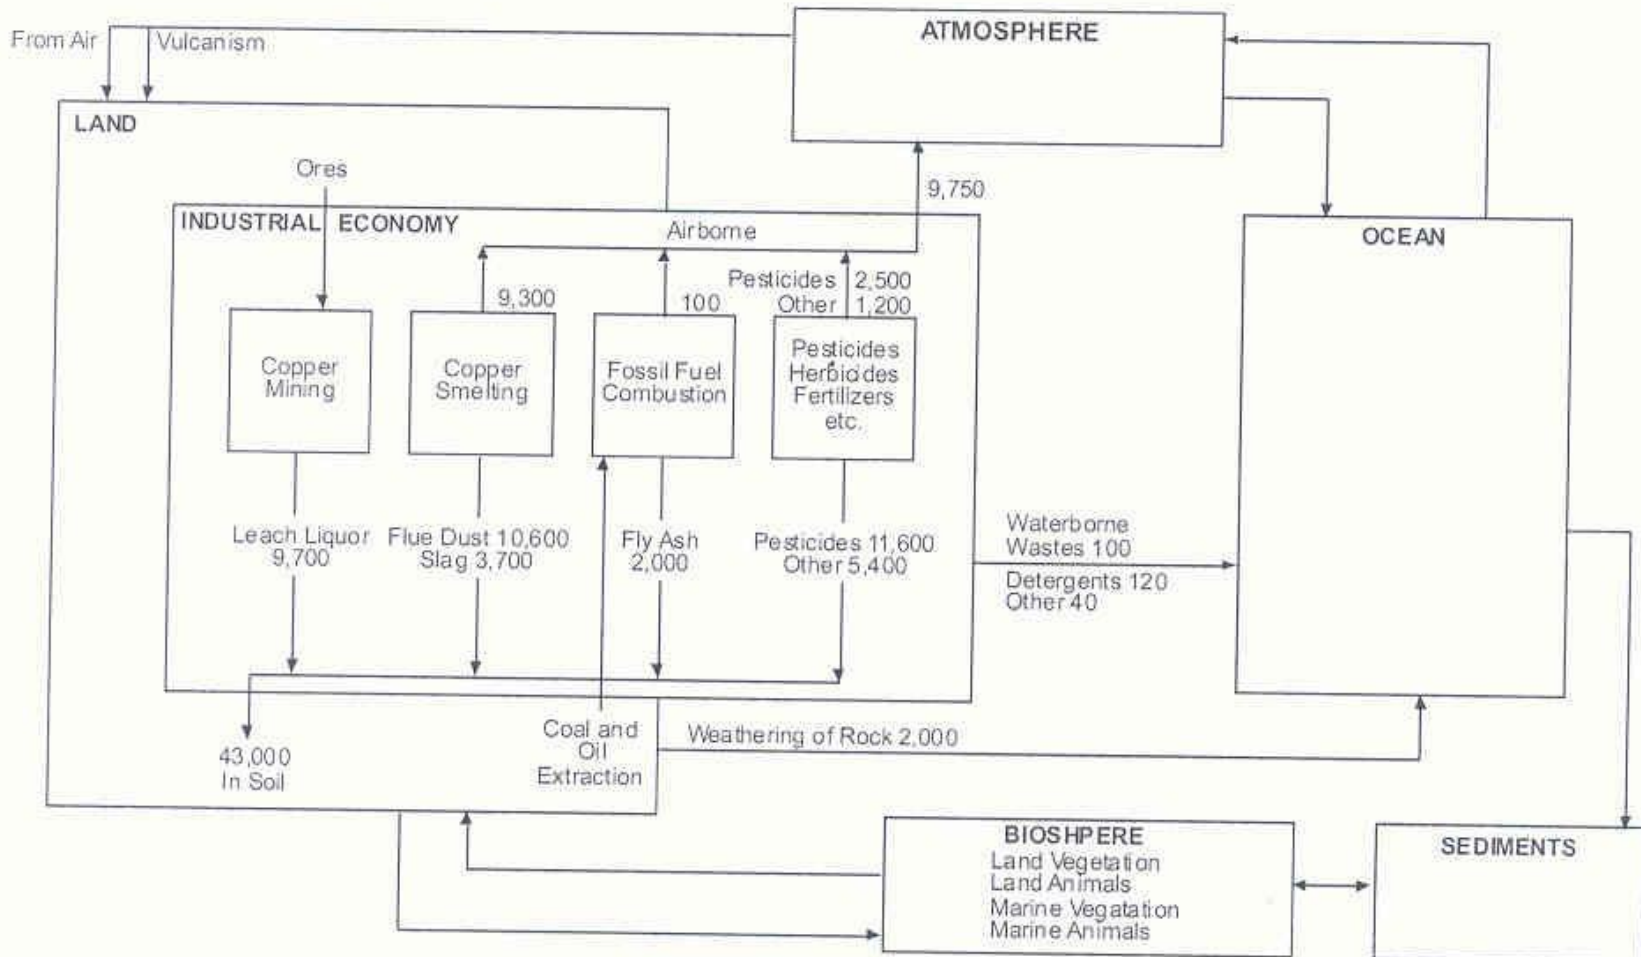 ATMOSPHERE
From Air
Vulcanism
LAND
Ores
9,750
INDUSTRIAL ECONOMY
Airborne
OCEAN
9,300
100
Pesticides 2,500
Other 1,200
Copper
Mining
Copper
Smelting
Fossil Fuel
Combustion
Pesticides
Herbicides
Fertilizers
etc.
Leach Liquor
9,700
Flue Dust 10,600
Slag 3,700
Fly Ash
2,000
Pesticides 11,600
Other 5,400
Waterborne
Wastes 100
Detergents 120
Other 40
43,000
In Soil
Coal and
Oil
Extraction
Weathering of Rock 2,000
BIOSHPERE
Land Vegetation
Land Animals
Marine Vegatation
Marine Animals
SEDIMENTS